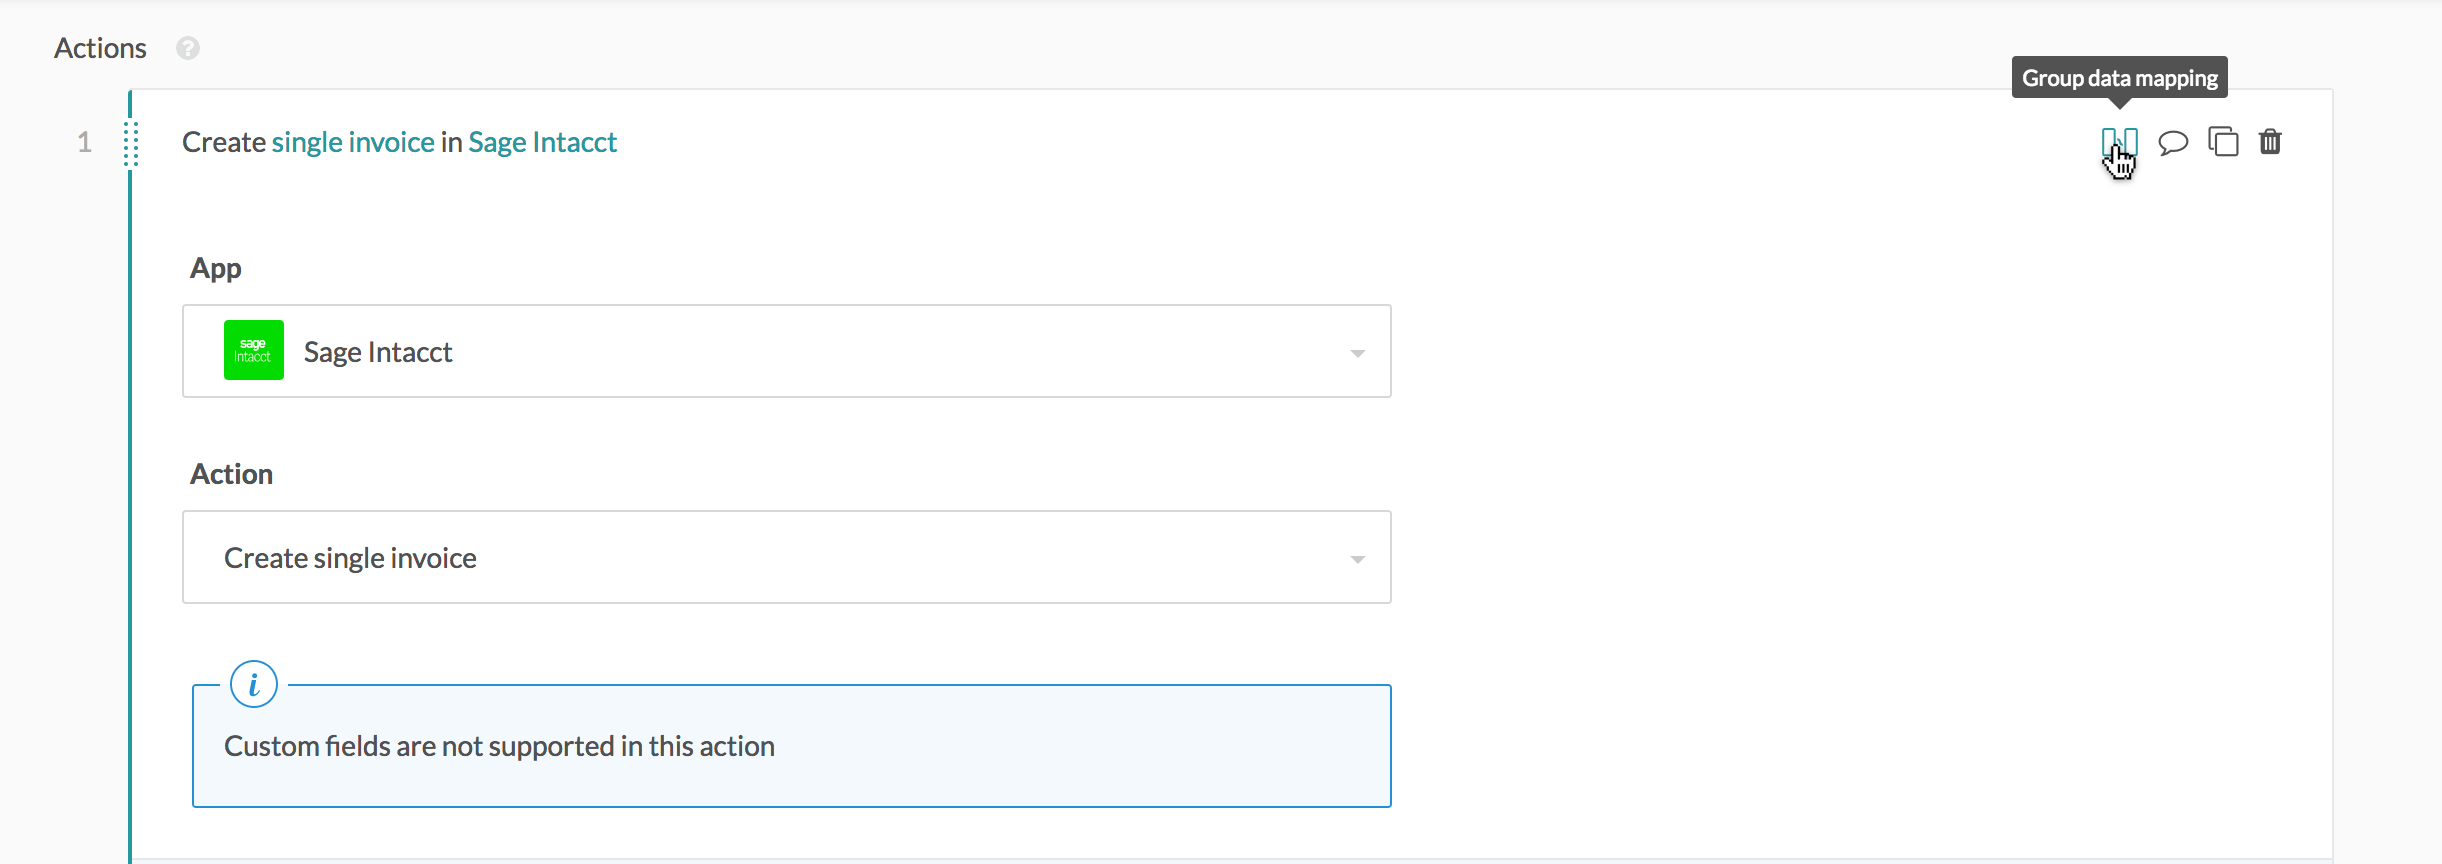 Actions ?
Group data mapping
1 Create single invoice in Sage Intacct
App
sage
Intacct
Sage Intacct
Action
Create single invoice
i
Custom fields are not supported in this action